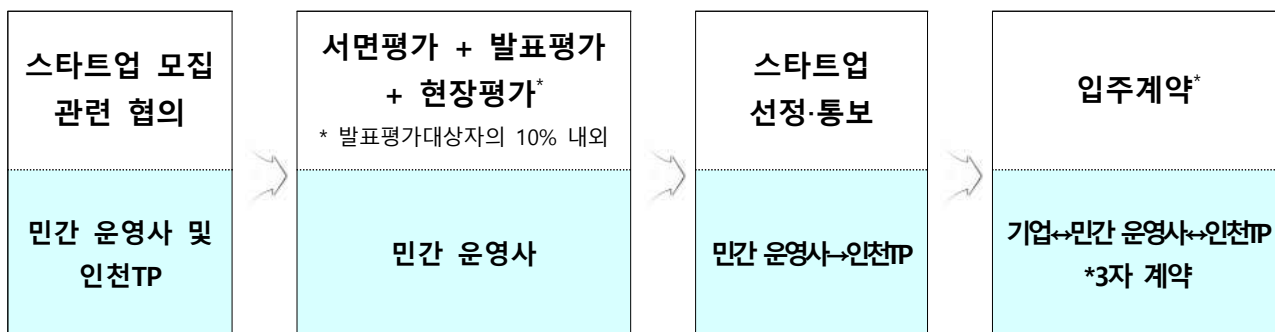 스타트업 모집
관련 협의
민간 운영사 및
인천TP
서면평가 + 발표평가
+ 현장평가*
* 발표평가대상자의 10% 내외
민간 운영사
스타트업
선정·통보
민간 운영사→인천TP
입주계약*
기업↔민간 운영사↔인천TP
*3자 계약